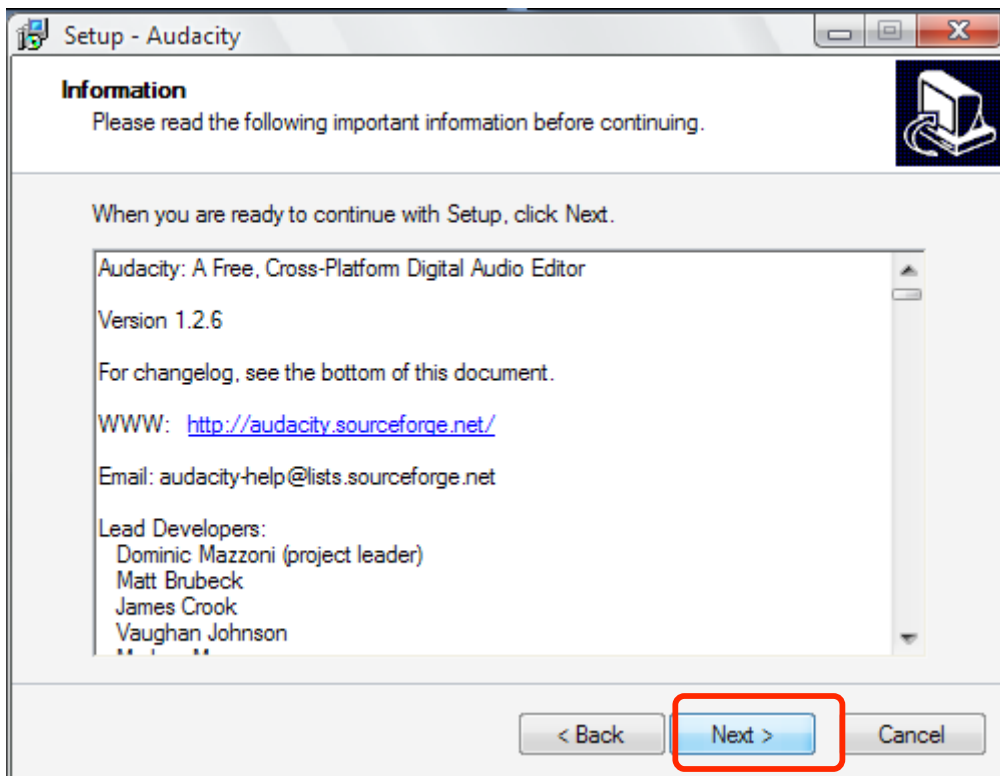 Setup - Audacity
Information
Please read the following important information before continuing.
When you are ready to continue with Setup, click Next.
Audacity: A Free, Cross-Platform Digital Audio Editor
Version 1.2.6
For changelog, see the bottom of this document.
WWW: http://audacity.sourceforge.net/
Email: audacity-help@lists.sourceforge.net
Lead Developers:
Dominic Mazzoni (project leader)
Matt Brubeck
James Crook
Vaughan Johnson
< Back Next > Cancel